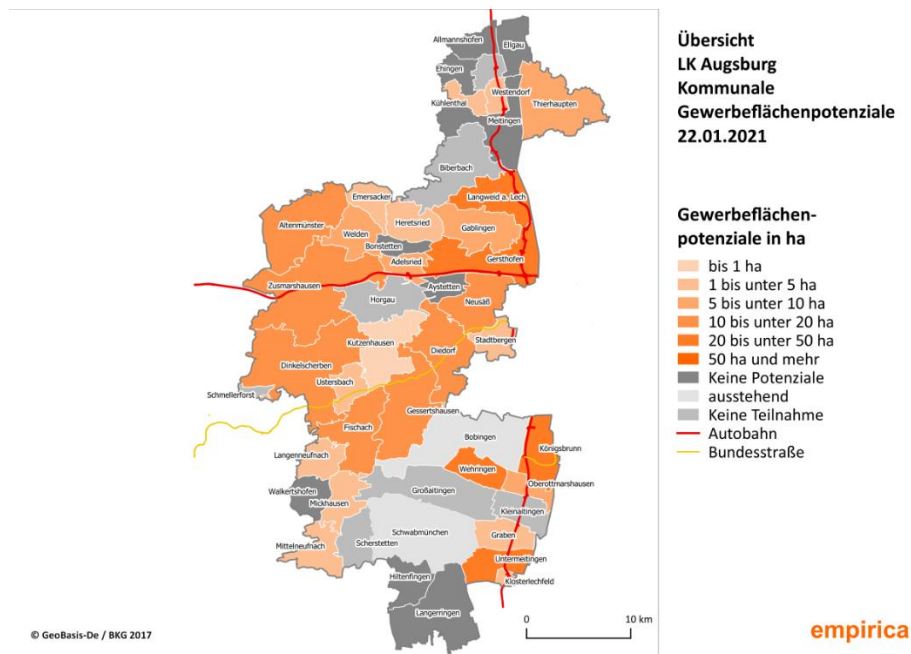 Übersicht
LK Augsburg
Kommunale
Gewerbeflächenpotenziale
22.01.2021
Gewerbeflächen-
potenziale in ha
bis 1 ha
1 bis unter 5 ha
5 bis unter 10 ha
10 bis unter 20 ha
20 bis unter 50 ha
50 ha und mehr
Keine Potenziale
ausstehend
Keine Teilnahme
Autobahn
Bundesstraße
Allmannshofen
Ellgau
Ehingen
Westendorf
Kühlenthal
Thierhaupten
Meitingen
Biberbach
Emersacker
Langweid a. Lech
Altenmünster
Heretsried
Welden
Gablingen
Bonstetten
Adelsried
Gersthofen
Zusmarshausen
Aystetten
Horgau
Neusäß
Kutzenhausen
Stadtbergen
Diedorf
Dinkelscherben
Ustersbach
Schmellerforst
Gessertshausen
Fischach
Bobingen
Königsbrunn
Langenneufnach
Wehringen
Oberottmarshausen
Walkertshofen
Großaitingen
Mickhausen
Kleinaitingen
Schwabmünchen
Graben
Scherstetten
Mittelneufnach
Untermeitingen
Hiltenfingen
Klosterlechfeld
Langerringen
0
10 km
© GeoBasis-De / BKG 2017
empirica